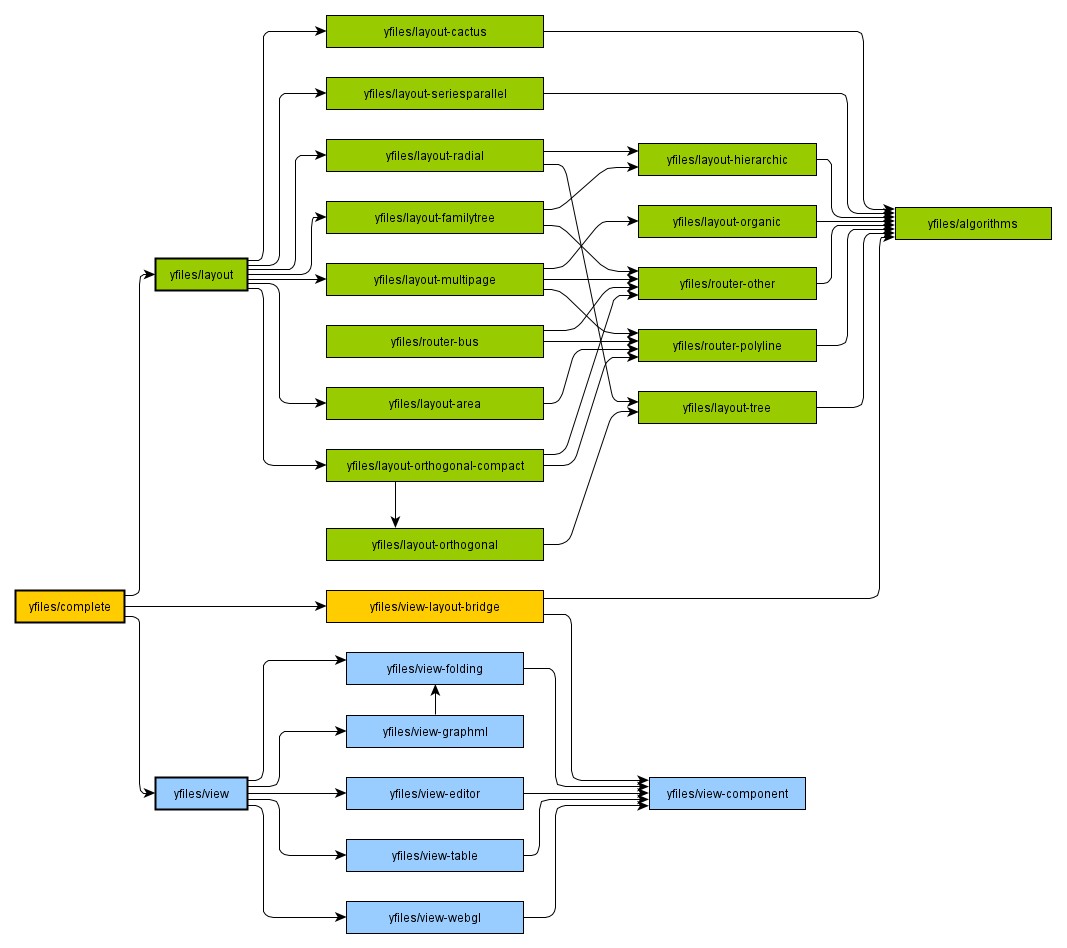 yfiles/layout-cactus
yfiles/layout-seriesparallel
yfiles/layout-radial
yfiles/layout-hierarchic
yfiles/layout-familytree
yfiles/layout-organic
yfiles/algorithms
yfiles/layout
yfiles/layout-multipage
yfiles/router-other
yfiles/router-bus
yfiles/router-polyline
yfiles/layout-area
yfiles/layout-tree
yfiles/layout-orthogonal-compact
yfiles/layout-orthogonal
yfiles/complete
yfiles/view-layout-bridge
yfiles/view-folding
yfiles/view-graphml
yfiles/view
yfiles/view-editor
yfiles/view-component
yfiles/view-table
yfiles/view-webgl